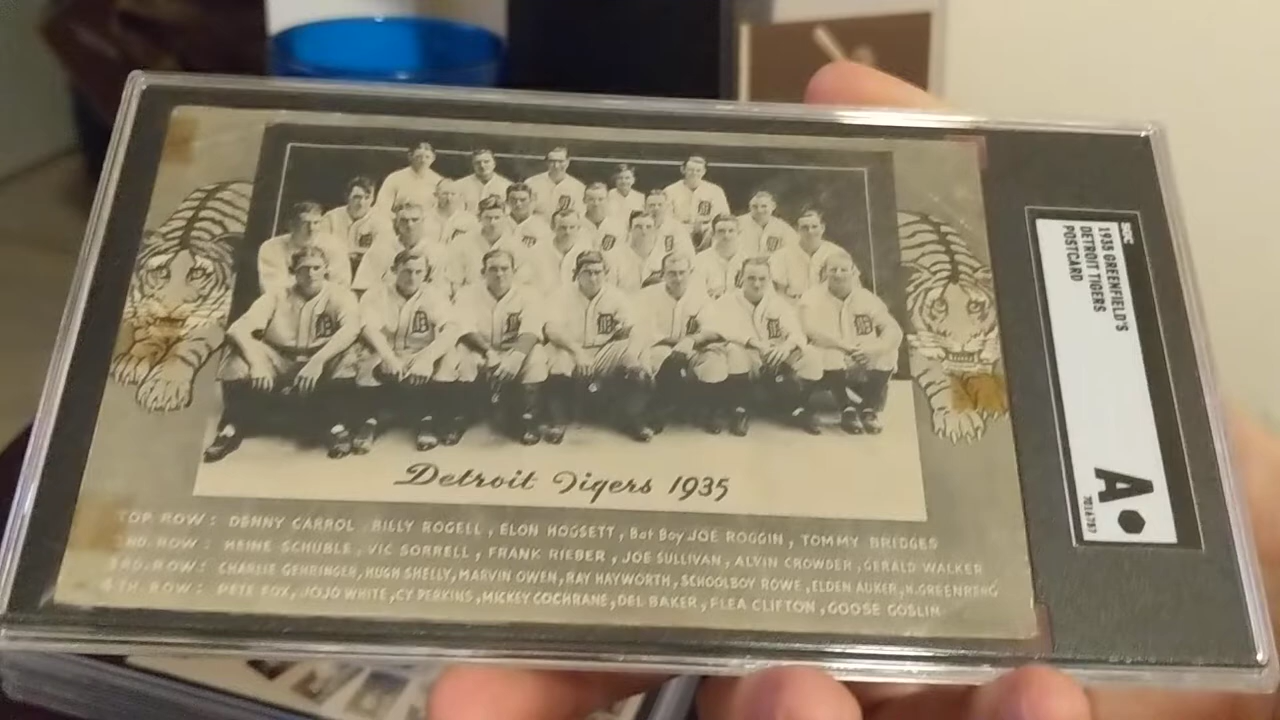 Detroit Tigers 1935
TOP ROW: DENNY CARROL BILLY ROGELL, ELON HOGSETT, Bat Boy JOE ROGGIN, TOMMY BRIDGES
2ND. ROW: HEINE SCHUBLE, VIC SORRELL, FRANK RIEBER, JOE SULLIVAN, ALVIN CROWDER, GERALD WALKER
3RD. ROW: CHARLIE GEHRINGER, HUGH SHELLY, MARVIN OWEN, RAY HAYWORTH, SCHOOLBOY ROWE, ELDEN AUKER, H. GREENBERG
4TH. ROW: PETE FOX, JOJO WHITE, CY PERKINS, MICKEY COCHRANE, DEL BAKER, FLEA CLIFTON, GOOSE GOSLIN
SGC
1935 GREENFIELD'S
DETROIT TIGERS
POSTCARD
A